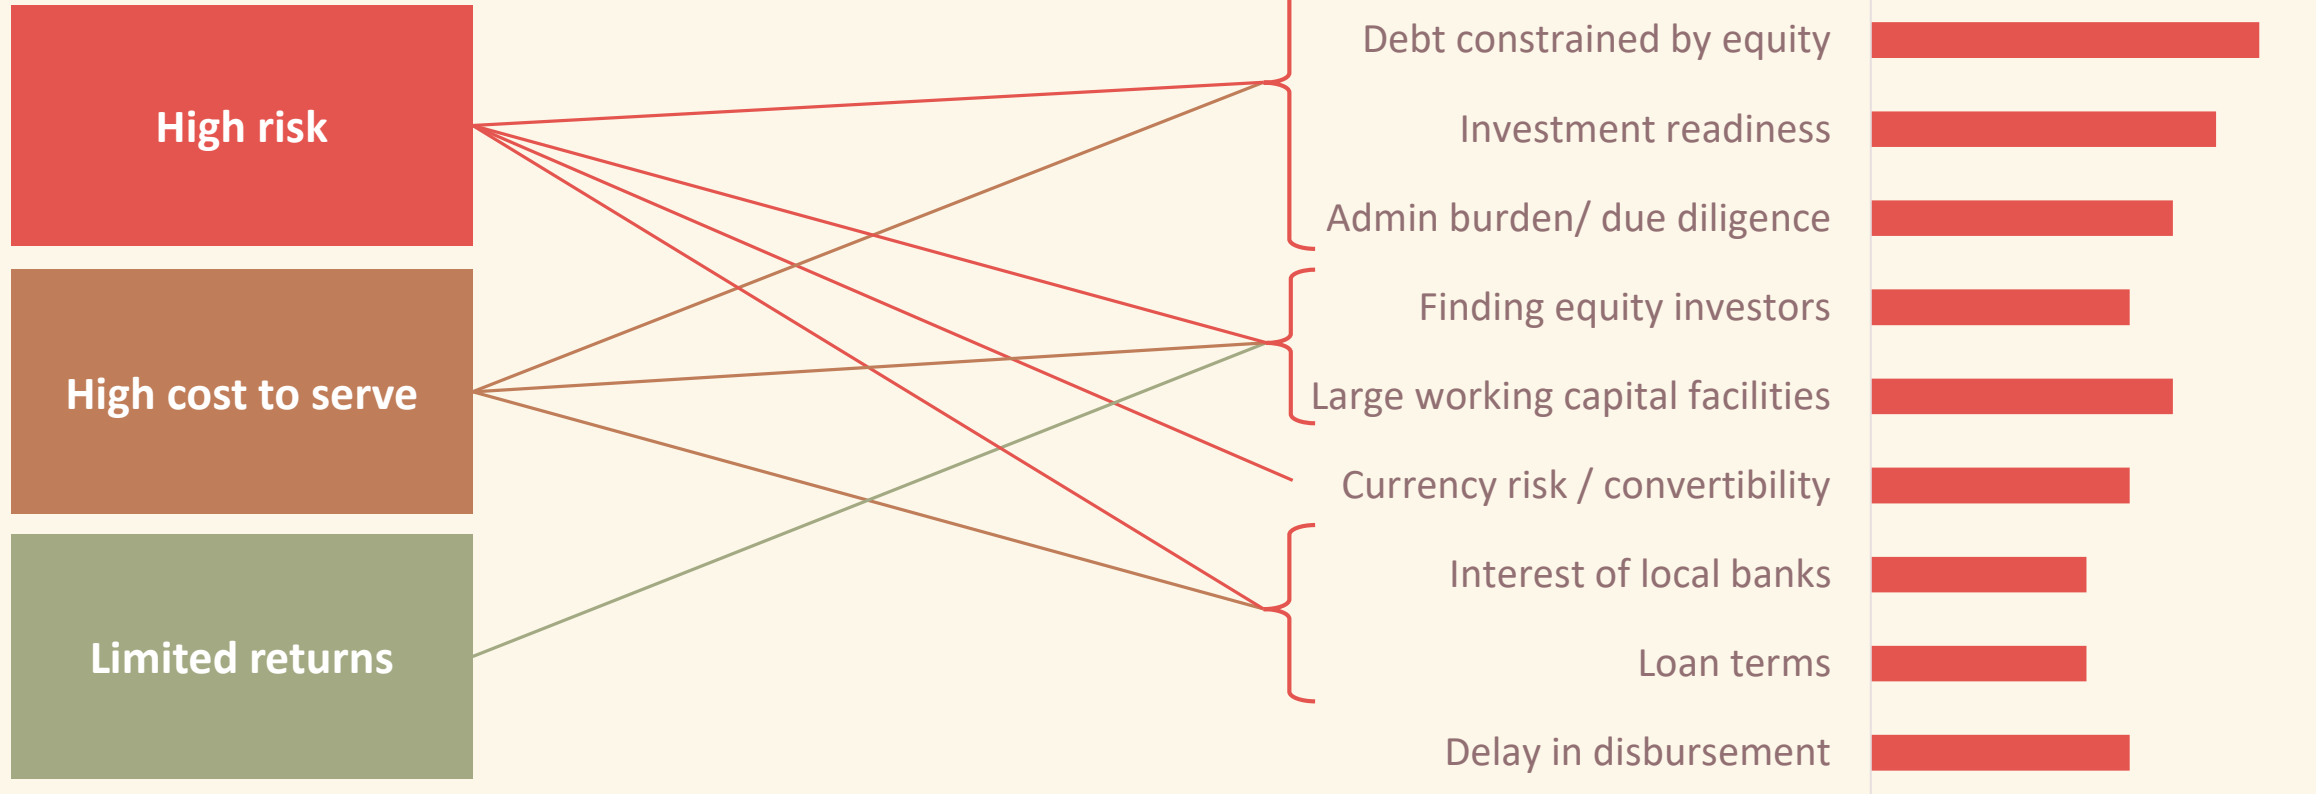 High risk
High cost to serve
Limited returns
Debt constrained by equity
Investment readiness
Admin burden/ due diligence
Finding equity investors
Large working capital facilities
Currency risk / convertibility
Interest of local banks
Loan terms
Delay in disbursement